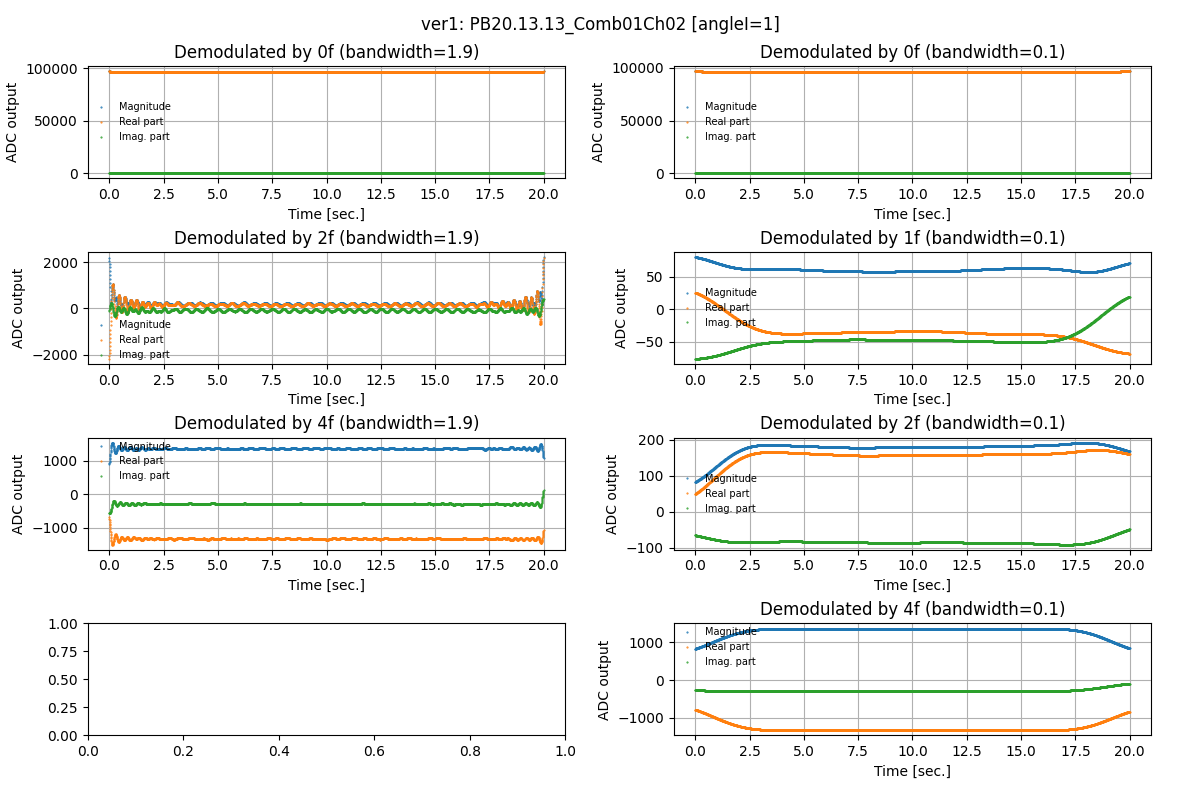 ver1: PB20.13.13_Comb01Ch02 [angleI=1]
Demodulated by 0f (bandwidth=1.9)
ADC output
100000
50000
0
Magnitude
Real part
Imag. part
0.0 2.5 5.0 7.5 10.0 12.5 15.0 17.5 20.0
Time [sec.]
Demodulated by 0f (bandwidth=0.1)
ADC output
100000
50000
0
Magnitude
Real part
Imag. part
0.0 2.5 5.0 7.5 10.0 12.5 15.0 17.5 20.0
Time [sec.]
Demodulated by 2f (bandwidth=1.9)
ADC output
2000
0
−2000
Magnitude
Real part
Imag. part
0.0 2.5 5.0 7.5 10.0 12.5 15.0 17.5 20.0
Time [sec.]
Demodulated by 1f (bandwidth=0.1)
ADC output
50
0
−50
Magnitude
Real part
Imag. part
0.0 2.5 5.0 7.5 10.0 12.5 15.0 17.5 20.0
Time [sec.]
Demodulated by 4f (bandwidth=1.9)
ADC output
1000
0
−1000
Magnitude
Real part
Imag. part
0.0 2.5 5.0 7.5 10.0 12.5 15.0 17.5 20.0
Time [sec.]
Demodulated by 2f (bandwidth=0.1)
ADC output
200
100
0
−100
Magnitude
Real part
Imag. part
0.0 2.5 5.0 7.5 10.0 12.5 15.0 17.5 20.0
Time [sec.]
1.00
0.75
0.50
0.25
0.00
0.0 0.2 0.4 0.6 0.8 1.0
Demodulated by 4f (bandwidth=0.1)
ADC output
1000
0
−1000
Magnitude
Real part
Imag. part
0.0 2.5 5.0 7.5 10.0 12.5 15.0 17.5 20.0
Time [sec.]